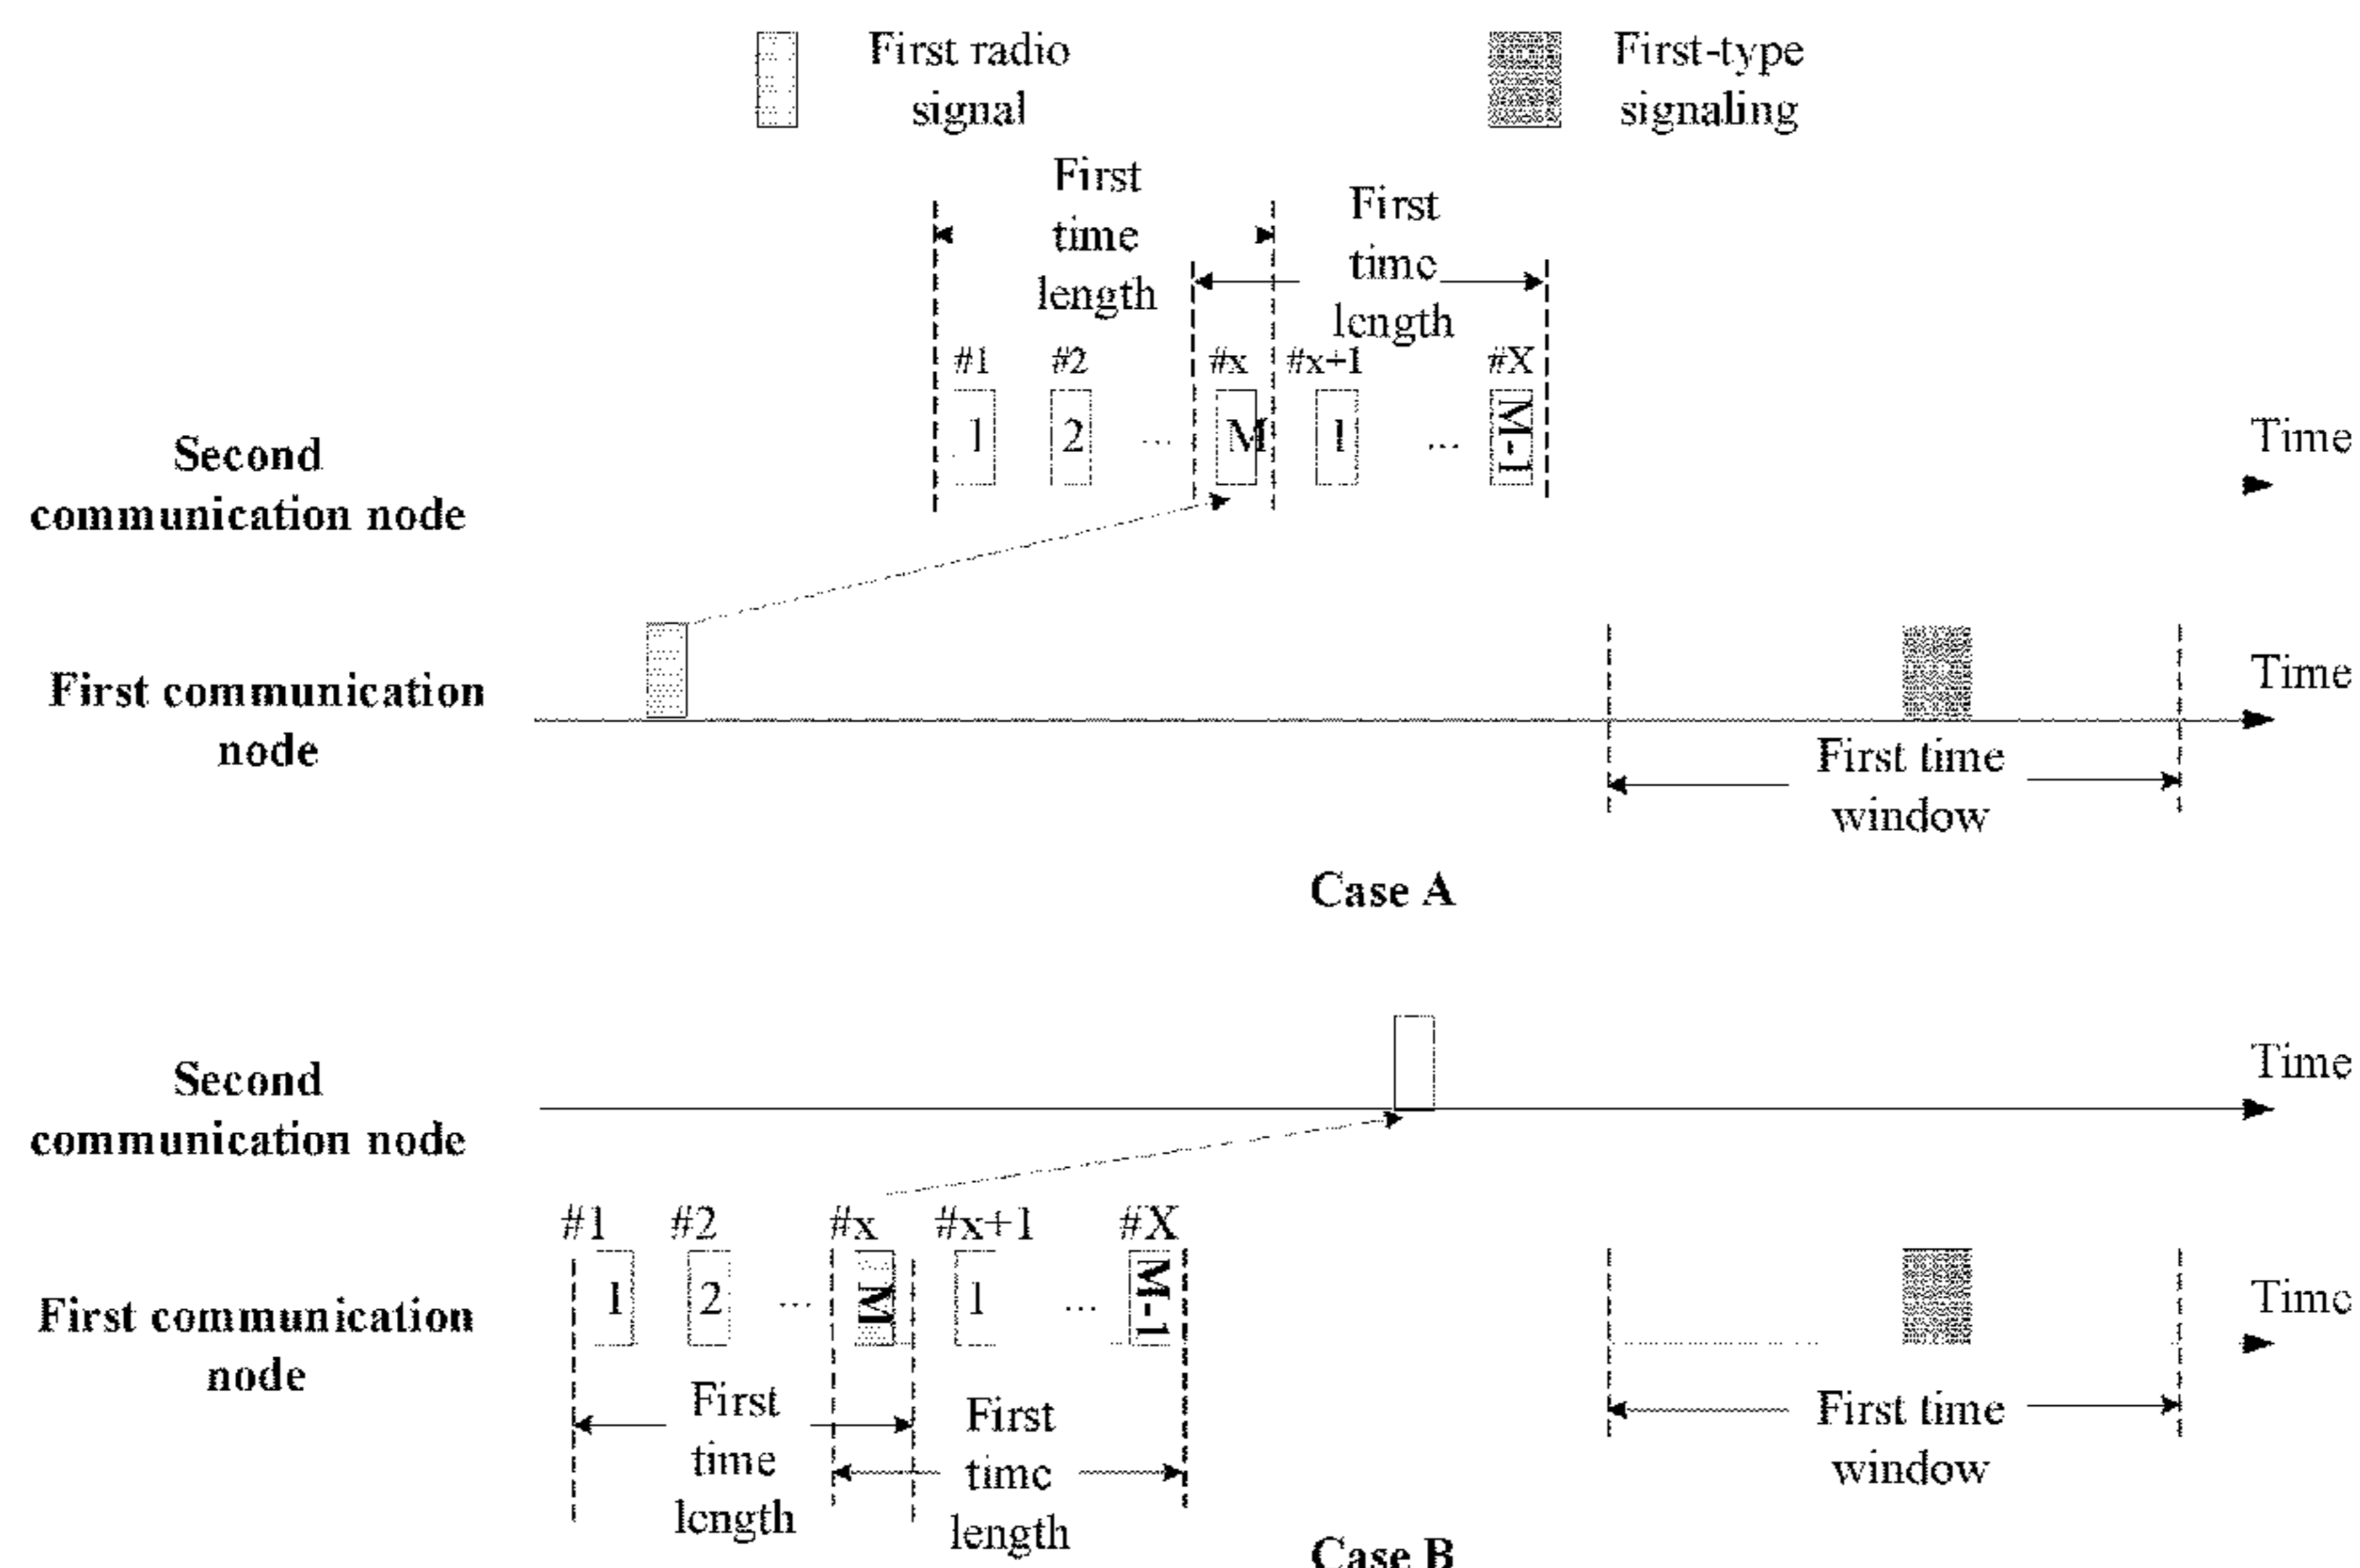 First radio
signal
First-type
signaling
First
time
length
First
time
length
#1 #2 #x #x+1 #X
1 2 ... M 1 ... M-1
Second
communication node
Time
First communication
node
Time
First time
window
Case A
Second
communication node
Time
#1 #2 #x #x+1 #X
1 2 ... M 1 ... M-1
First communication
node
Time
First
time
length
First
time
length
First time
window
Case B